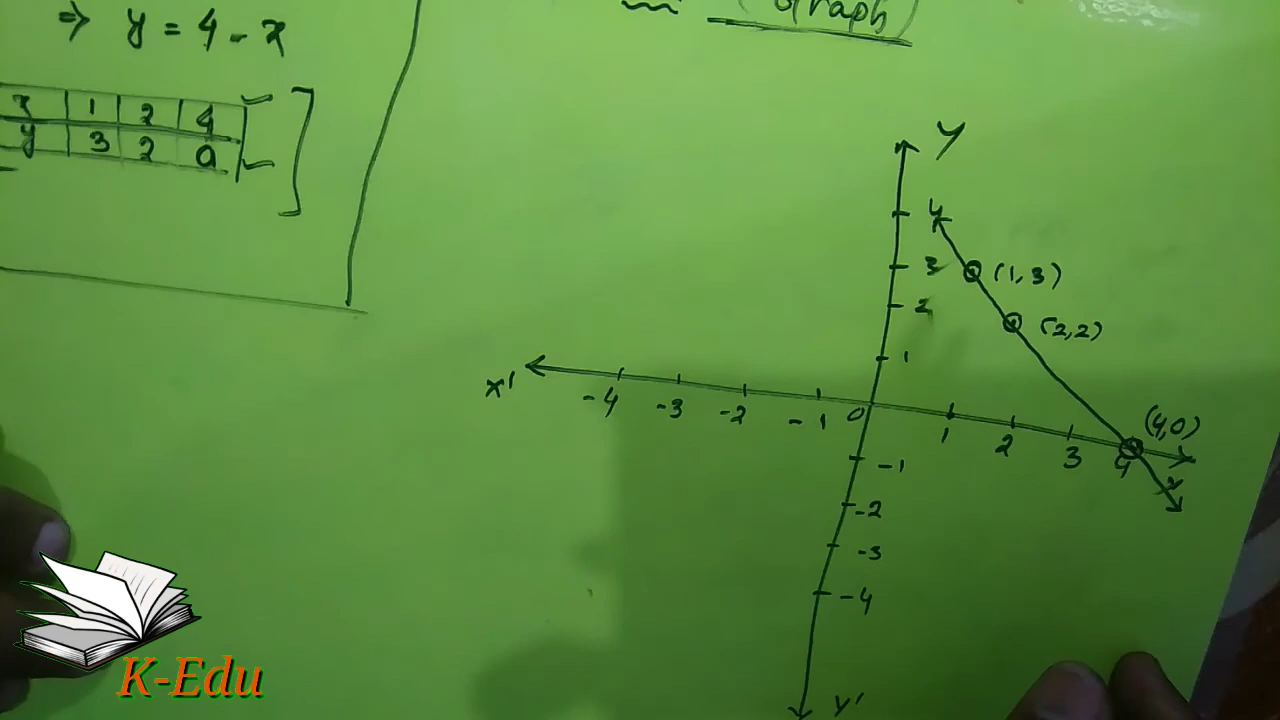 ⇒ y = 4 - x
x | 1 | 2 | 4
y | 3 | 2 | 0
(Graph)
Y
4
3 (1,3)
2 (2,2)
1
X' -4 -3 -2 -1 0 1 2 3 4 (4,0) X
-1
-2
-3
-4
Y'
K-Edu